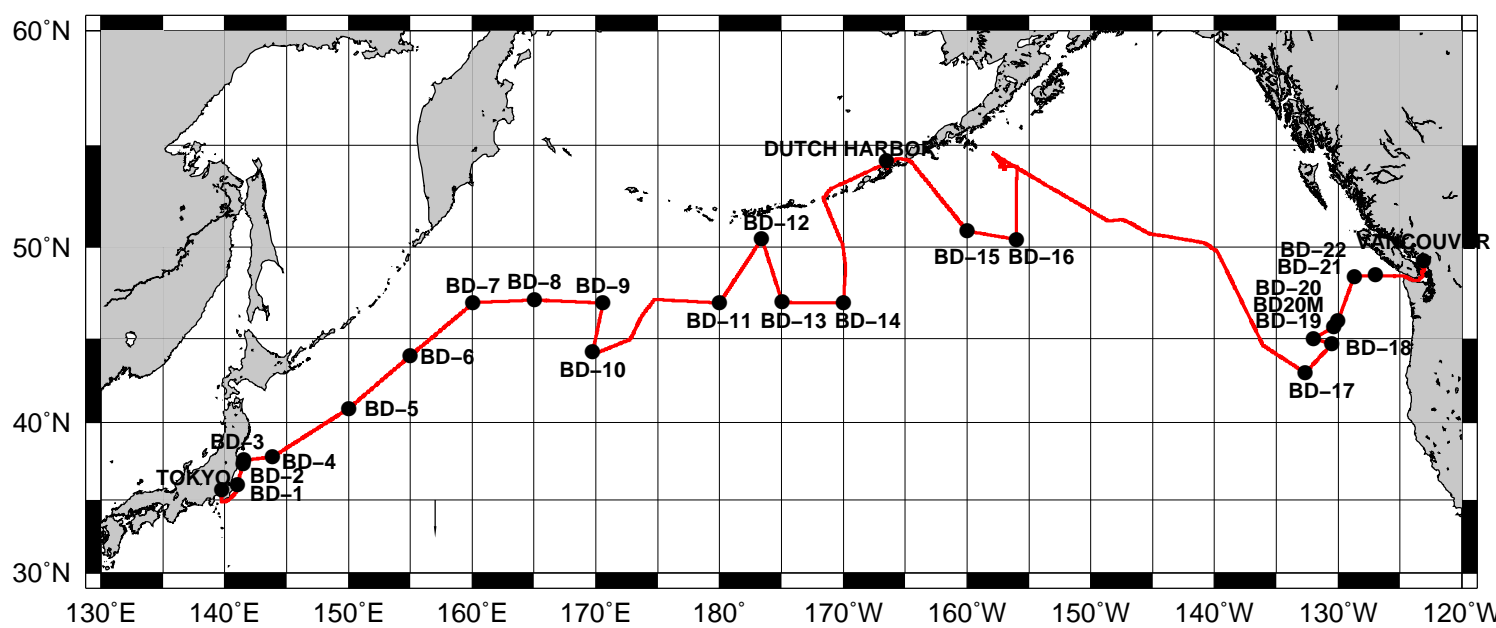 60°N
50°N
40°N
30°N
DUTCH HARBOR
BD–12
VANCOUVER
BD–22
BD–15
BD–16
BD–21
BD–7
BD–8
BD–9
BD–20
BD20M
BD–11
BD–13
BD–14
BD–19
BD–18
BD–6
BD–10
BD–17
BD–5
BD–3
BD–4
TOKYO
BD–2
BD–1
130°E
140°E
150°E
160°E
170°E
180°
170°W
160°W
150°W
140°W
130°W
120°W